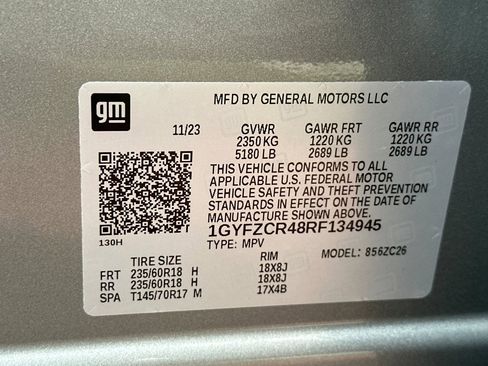 gm
MFD BY GENERAL MOTORS LLC
11/23 GVWR GAWR FRT GAWR RR
2350 KG 1220 KG 1220 KG
5180 LB 2689 LB 2689 LB
THIS VEHICLE CONFORMS TO ALL
APPLICABLE U.S. FEDERAL MOTOR
VEHICLE SAFETY AND THEFT PREVENTION
STANDARDS IN EFFECT ON THE DATE OF
MANUFACTURE SHOWN ABOVE.
1GYFZCR48RF134945
130H
TYPE: MPV MODEL: 856ZC26
TIRE SIZE RIM
FRT 235/60R18 H 18X8J
RR 235/60R18 H 18X8J
SPA T145/70R17 M 17X4B